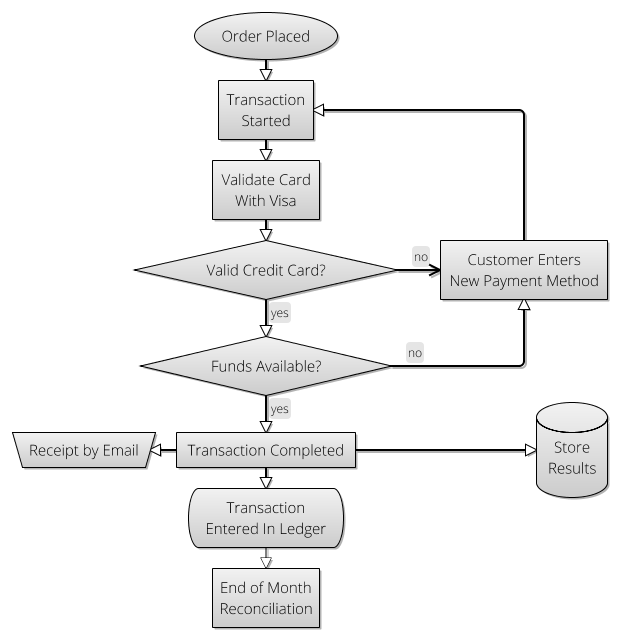 Order Placed
Transaction
Started
Validate Card
With Visa
Valid Credit Card?
no
Customer Enters
New Payment Method
yes
Funds Available?
no
yes
Receipt by Email
Transaction Completed
Store
Results
Transaction
Entered In Ledger
End of Month
Reconciliation